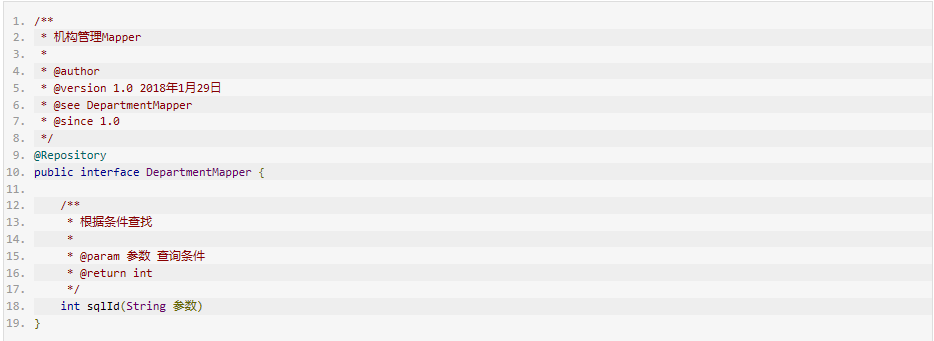 1. /**
2.  * 机构管理Mapper
3.  *
4.  * @author
5.  * @version 1.0 2018年1月29日
6.  * @see DepartmentMapper
7.  * @since 1.0
8.  */
9. @Repository
10. public interface DepartmentMapper {
11.
12.     /**
13.      * 根据条件查找
14.      *
15.      * @param 参数 查询条件
16.      * @return int
17.      */
18.     int sqlId(String 参数)
19. }